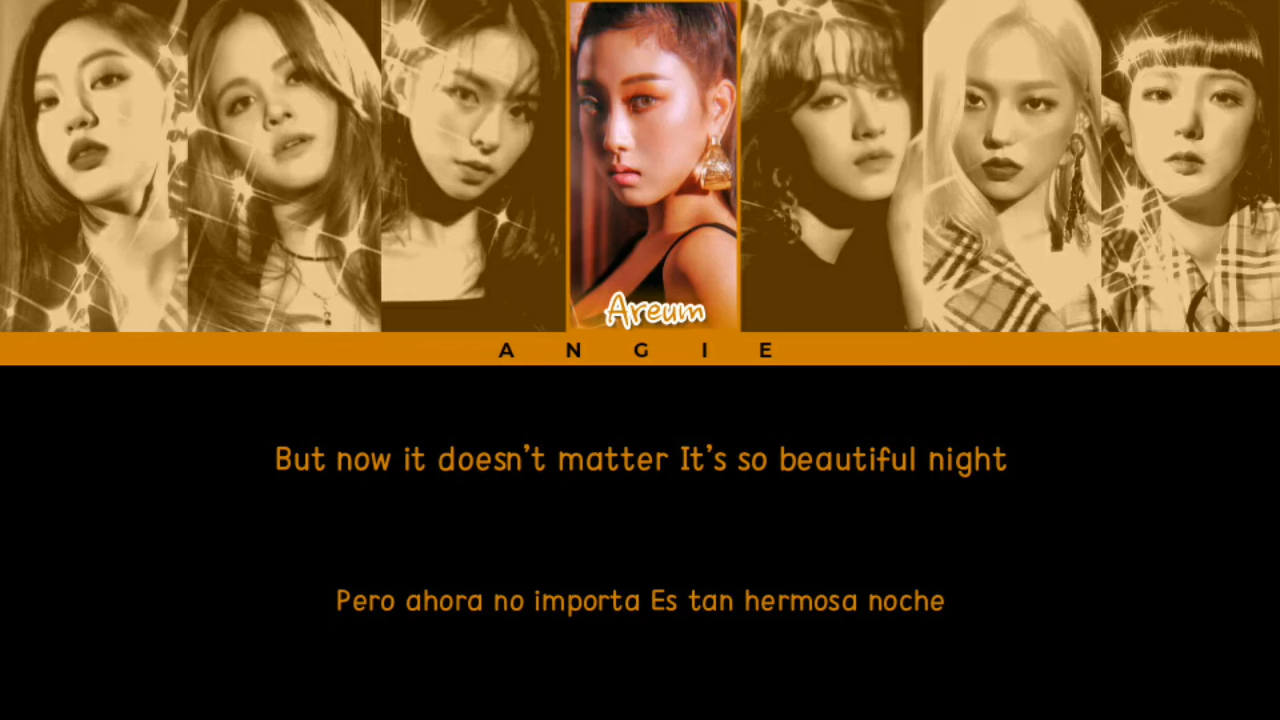 Areum
A N G I E
But now it doesn't matter It's so beautiful night
Pero ahora no importa Es tan hermosa noche